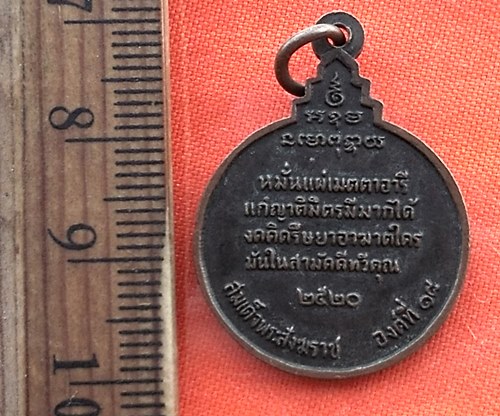 หมั่นแผ่เมตตาอารี
แก่ญาติมิตรมีมากได้
งดคิดริษยาอาฆาตใคร
มั่นในสามัคคีทวีคุณ
๒๕๒๐
สมเด็จพระสังฆราช องค์ที่ ๑๘
7
8
9
1